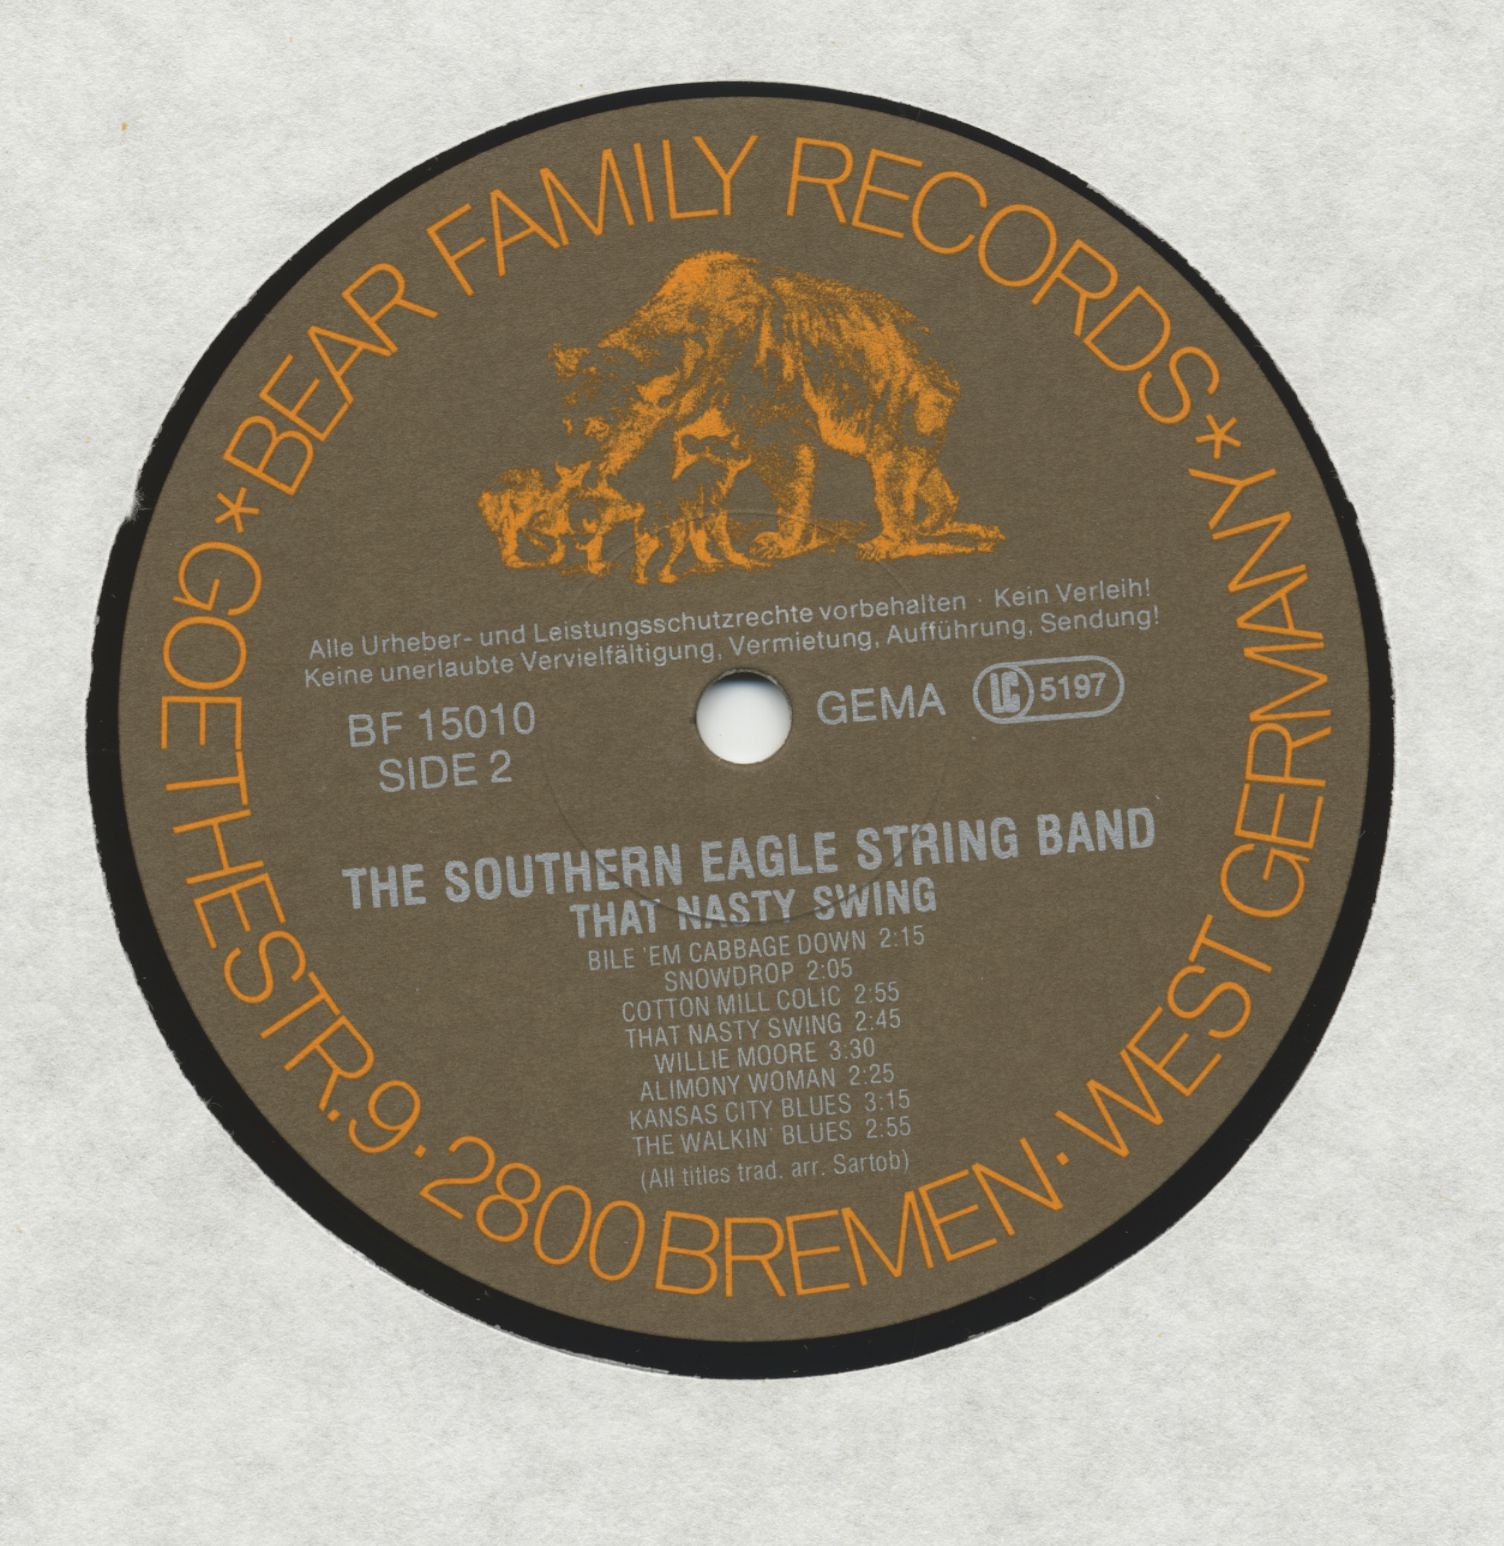 *BEAR FAMILY RECORDS*
GOETHESTR. 9 · 2800 BREMEN · WEST GERMANY
Alle Urheber- und Leistungsschutzrechte vorbehalten · Kein Verleih!
Keine unerlaubte Vervielfältigung, Vermietung, Aufführung, Sendung!
BF 15010
SIDE 2
GEMA LC 5197
THE SOUTHERN EAGLE STRING BAND
THAT NASTY SWING
BILE 'EM CABBAGE DOWN 2:15
SNOWDROP 2:05
COTTON MILL COLIC 2:55
THAT NASTY SWING 2:45
WILLIE MOORE 3:30
ALIMONY WOMAN 2:25
KANSAS CITY BLUES 3:15
THE WALKIN' BLUES 2:55
(All titles trad. arr. Sartob)